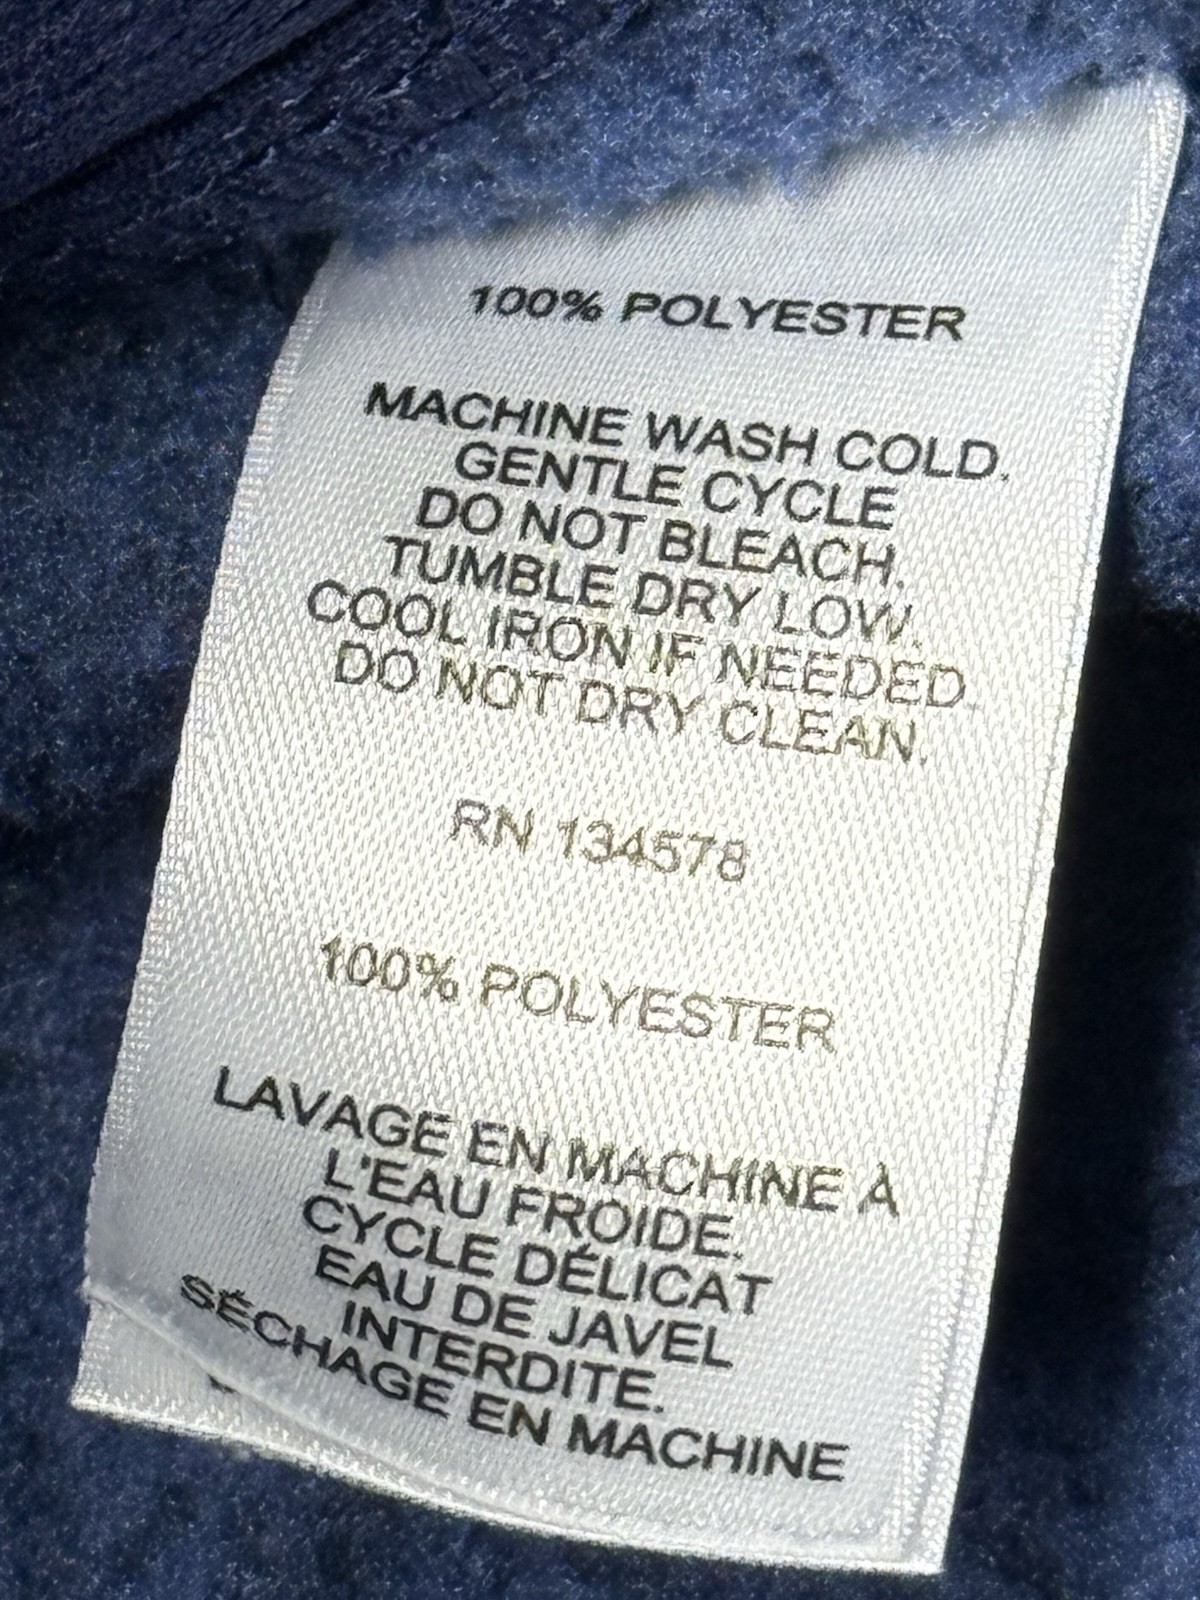 100% POLYESTER
MACHINE WASH COLD.
GENTLE CYCLE
DO NOT BLEACH.
TUMBLE DRY LOW.
COOL IRON IF NEEDED.
DO NOT DRY CLEAN.
RN 134578
100% POLYESTER
LAVAGE EN MACHINE À
L'EAU FROIDE.
CYCLE DÉLICAT
EAU DE JAVEL
INTERDITE.
SÉCHAGE EN MACHINE